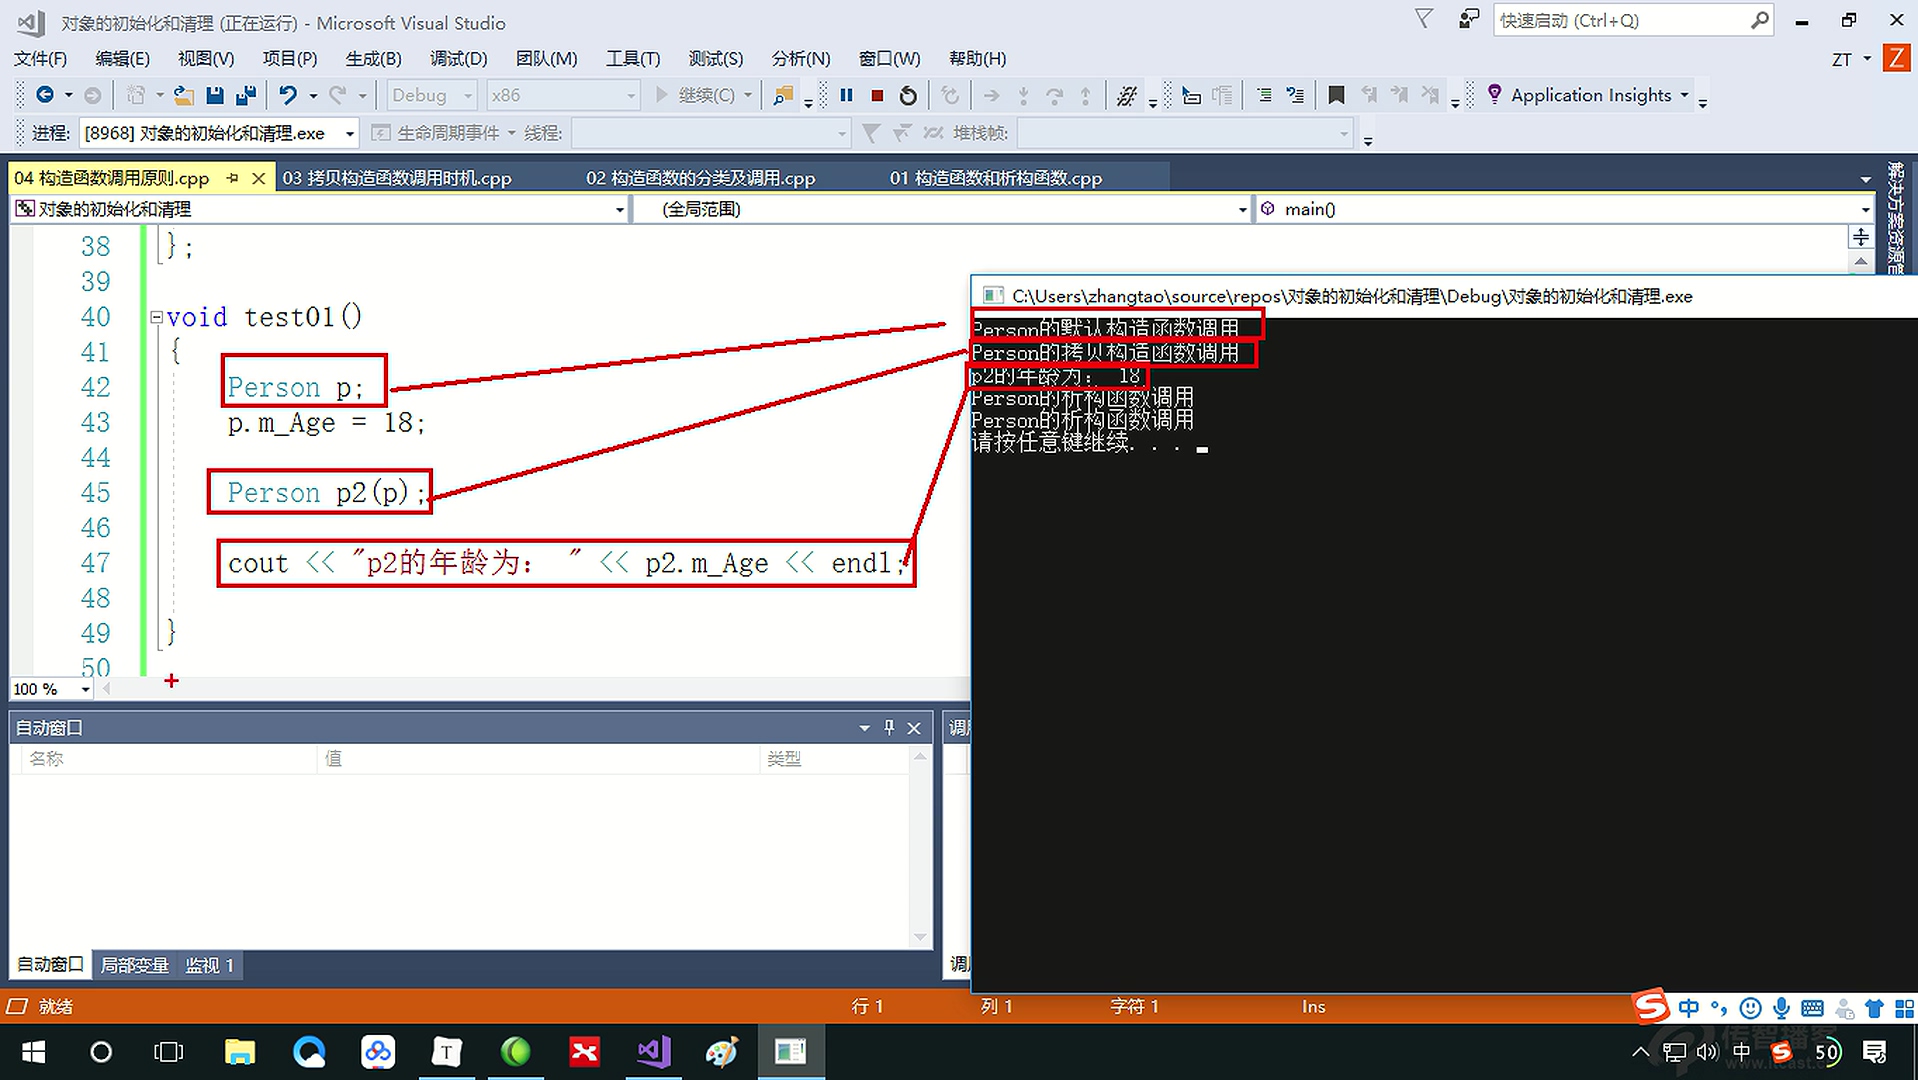 对象的初始化和清理 (正在运行) - Microsoft Visual Studio
快速启动 (Ctrl+Q)
文件(F) 编辑(E) 视图(V) 项目(P) 生成(B) 调试(D) 团队(M) 工具(T) 测试(S) 分析(N) 窗口(W) 帮助(H)
ZT Z
Debug x86 继续(C) Application Insights
进程: [8968] 对象的初始化和清理.exe 生命周期事件 线程: 堆栈帧:
04 构造函数调用原则.cpp 03 拷贝构造函数调用时机.cpp 02 构造函数的分类及调用.cpp 01 构造函数和析构函数.cpp
解决方案资源管
对象的初始化和清理 (全局范围) main()
38 };
39
40 void test01()
41 {
42 Person p;
43 p.m_Age = 18;
44
45 Person p2(p);
46
47 cout << "p2的年龄为: " << p2.m_Age << endl;
48
49 }
50
100 %
C:\Users\zhangtao\source\repos\对象的初始化和清理\Debug\对象的初始化和清理.exe
Person的默认构造函数调用
Person的拷贝构造函数调用
p2的年龄为: 18
Person的析构函数调用
Person的析构函数调用
请按任意键继续. . .
自动窗口
名称 值 类型
自动窗口 局部变量 监视 1
就绪 行 1 列 1 字符 1 Ins
中
中 50
传智播客